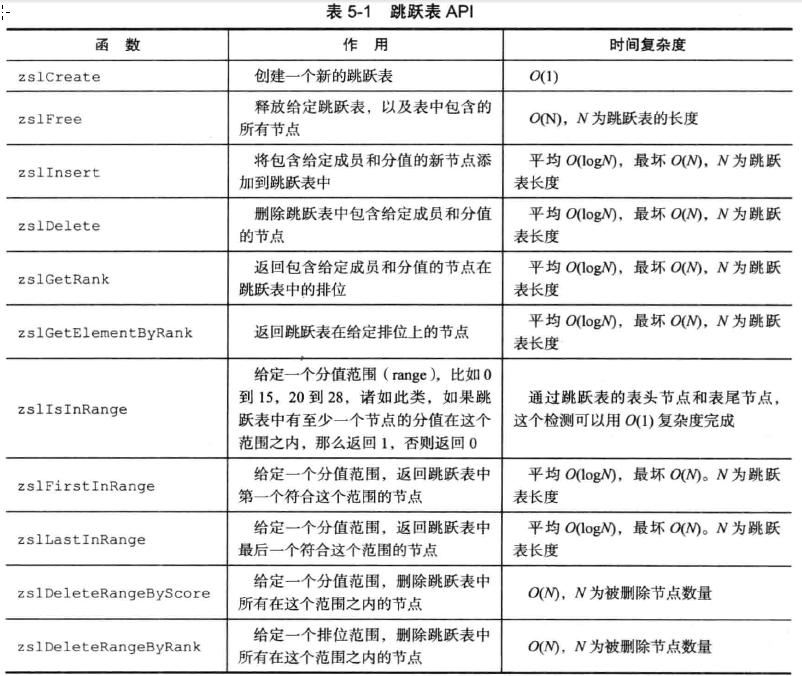 表 5-1 跳跃表 API
函 数 作 用 时间复杂度
zslCreate 创建一个新的跳跃表 O(1)
zslFree 释放给定跳跃表，以及表中包含的
所有节点 O(N)，N 为跳跃表的长度
zslInsert 将包含给定成员和分值的新节点添
加到跳跃表中 平均 O(logN)，最坏 O(N)，N 为跳跃
表长度
zslDelete 删除跳跃表中包含给定成员和分值
的节点 平均 O(logN)，最坏 O(N)，N 为跳跃
表长度
zslGetRank 返回包含给定成员和分值的节点在
跳跃表中的排位 平均 O(logN)，最坏 O(N)，N 为跳跃
表长度
zslGetElementByRank 返回跳跃表在给定排位上的节点 平均 O(logN)，最坏 O(N)，N 为跳跃
表长度
zslIsInRange 给定一个分值范围（range），比如 0
到 15，20 到 28，诸如此类，如果跳
跃表中有至少一个节点的分值在这个
范围之内，那么返回 1，否则返回 0 通过跳跃表的表头节点和表尾节点，
这个检测可以用 O(1) 复杂度完成
zslFirstInRange 给定一个分值范围，返回跳跃表中
第一个符合这个范围的节点 平均 O(logN)，最坏 O(N)。N 为跳跃
表长度
zslLastInRange 给定一个分值范围，返回跳跃表中
最后一个符合这个范围的节点 平均 O(logN)，最坏 O(N)。N 为跳跃
表长度
zslDeleteRangeByScore 给定一个分值范围，删除跳跃表中
所有在这个范围之内的节点 O(N)，N 为被删除节点数量
zslDeleteRangeByRank 给定一个排位范围，删除跳跃表中
所有在这个范围之内的节点 O(N)，N 为被删除节点数量